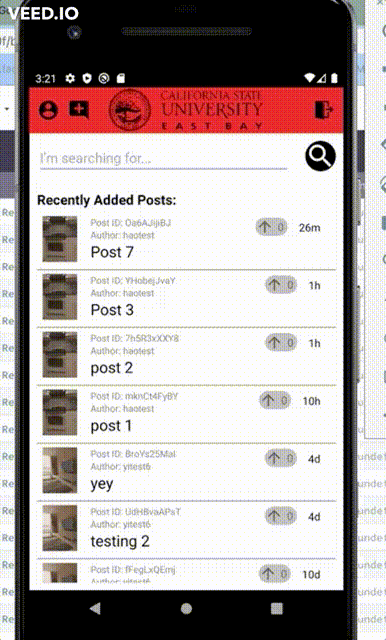 VEED.IO
3:21
CALIFORNIA STATE
UNIVERSITY
EAST BAY
I'm searching for...
Recently Added Posts:
Post ID: Oa6AJijiBJ
Author: haotest
Post 7
0
26m
Post ID: YHobejJvaY
Author: haotest
Post 3
0
1h
Post ID: 7h5R3xXXY8
Author: haotest
post 2
0
1h
Post ID: mknCt4FyBY
Author: haotest
post 1
0
10h
Post ID: BroYs25Mal
Author: yitest6
yey
0
4d
Post ID: UdH8vaAPaT
Author: yitest6
testing 2
0
4d
Post ID: fFegLxQEmj
Author: yitest6
0
10d